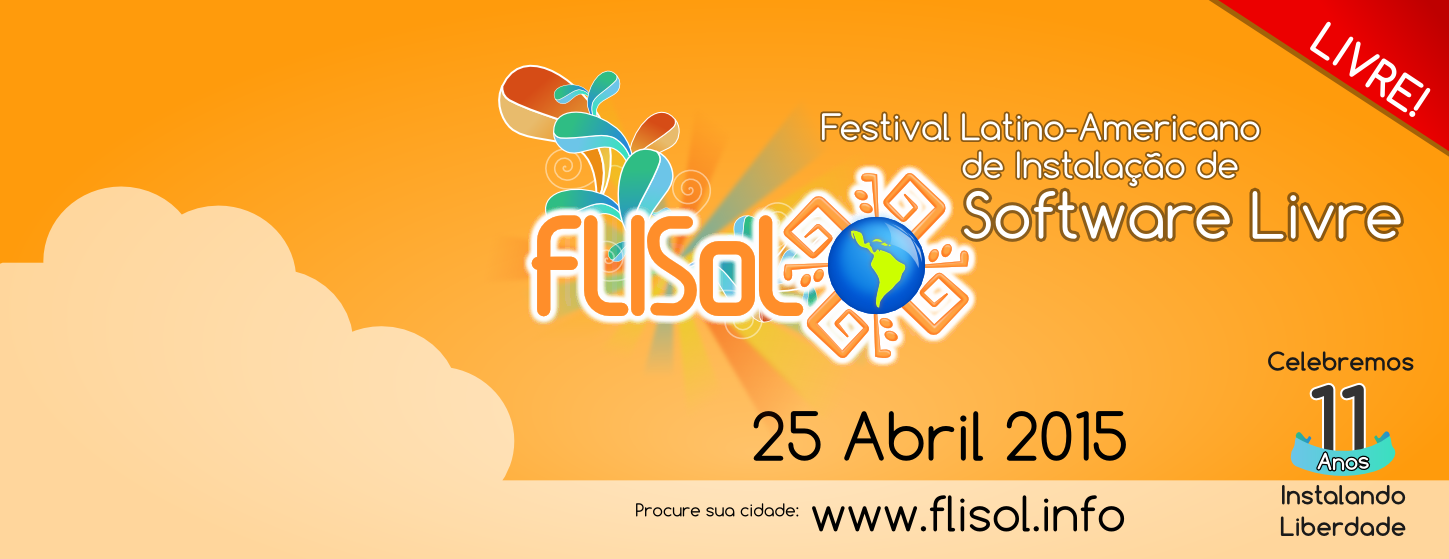 LIVRE!
Festival Latino-Americano
de Instalação de
Software Livre
FLISoL
25 Abril 2015
Procure sua cidade: www.flisol.info
Celebremos
11
Anos
Instalando
Liberdade